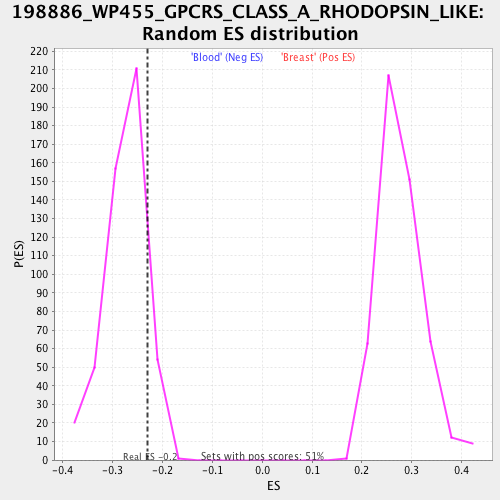 198886_WP455_GPCRS_CLASS_A_RHODOPSIN_LIKE:
Random ES distribution
'Blood' (Neg ES) 'Breast' (Pos ES)
220
210
200
190
180
170
160
150
140
130
120
110
100
90
80
70
60
50
40
30
20
10
0
P(ES)
Real ES -0.2
Sets with pos scores: 51%
-0.4 -0.3 -0.2 -0.1 0.0 0.1 0.2 0.3 0.4
ES